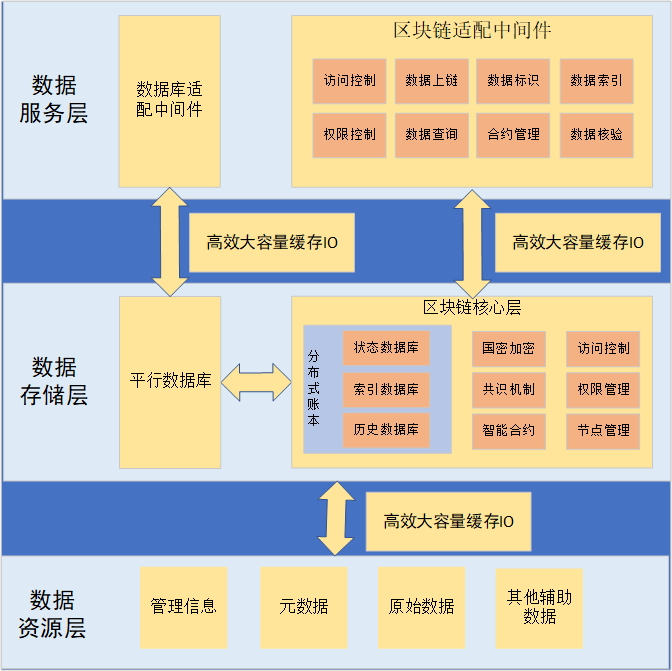 数据
服务层
数据库适
配中间件
区块链适配中间件
访问控制
数据上链
数据标识
数据索引
权限控制
数据查询
合约管理
数据核验
高效大容量缓存IO
高效大容量缓存IO
数据
存储层
平行数据库
区块链核心层
分布式账本
状态数据库
索引数据库
历史数据库
国密加密
访问控制
共识机制
权限管理
智能合约
节点管理
高效大容量缓存IO
数据
资源层
管理信息
元数据
原始数据
其他辅助
数据